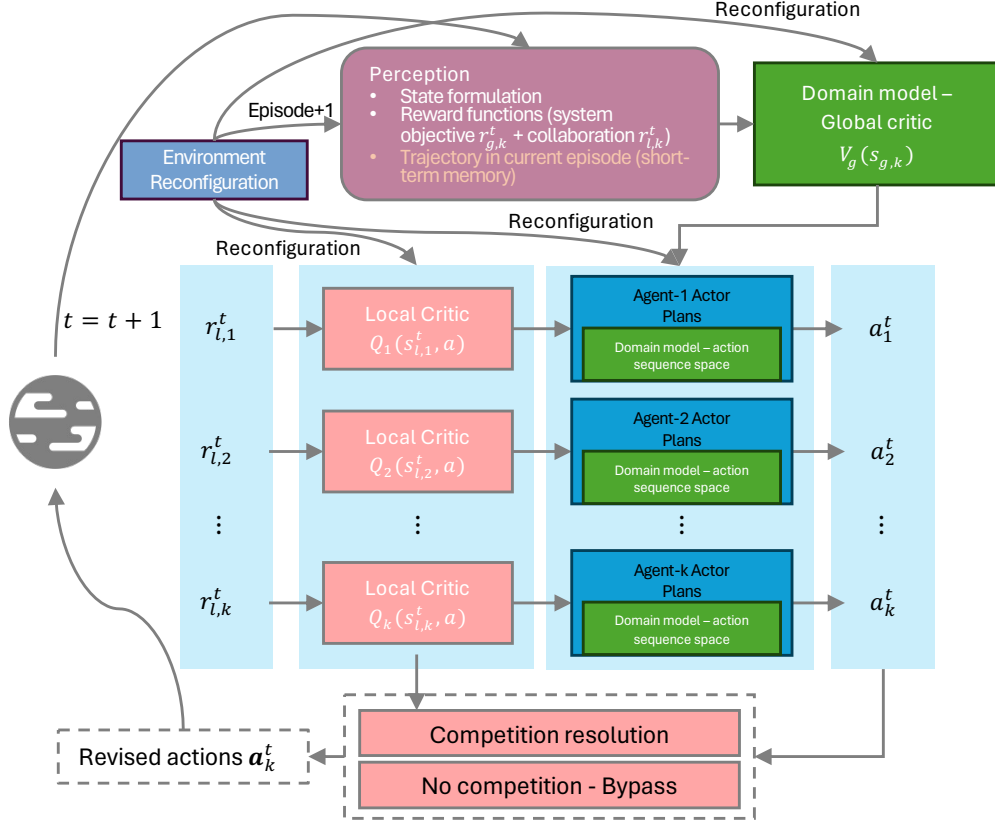 Reconfiguration
Perception
• State formulation
• Reward functions (system
objective r^t_{g,k} + collaboration r^t_{l,k})
• Trajectory in current episode (short-
term memory)
Domain model –
Global critic
V_g(s_{g,k})
Episode+1
Environment
Reconfiguration
Reconfiguration
Reconfiguration
t = t + 1
r^t_{l,1}
Local Critic
Q_1(s^t_{l,1}, a)
Agent-1 Actor
Plans
Domain model – action
sequence space
a^t_1
r^t_{l,2}
Local Critic
Q_2(s^t_{l,2}, a)
Agent-2 Actor
Plans
Domain model – action
sequence space
a^t_2
⋮ ⋮ ⋮ ⋮
r^t_{l,k}
Local Critic
Q_k(s^t_{l,k}, a)
Agent-k Actor
Plans
Domain model – action
sequence space
a^t_k
Competition resolution
No competition - Bypass
Revised actions a^t_k